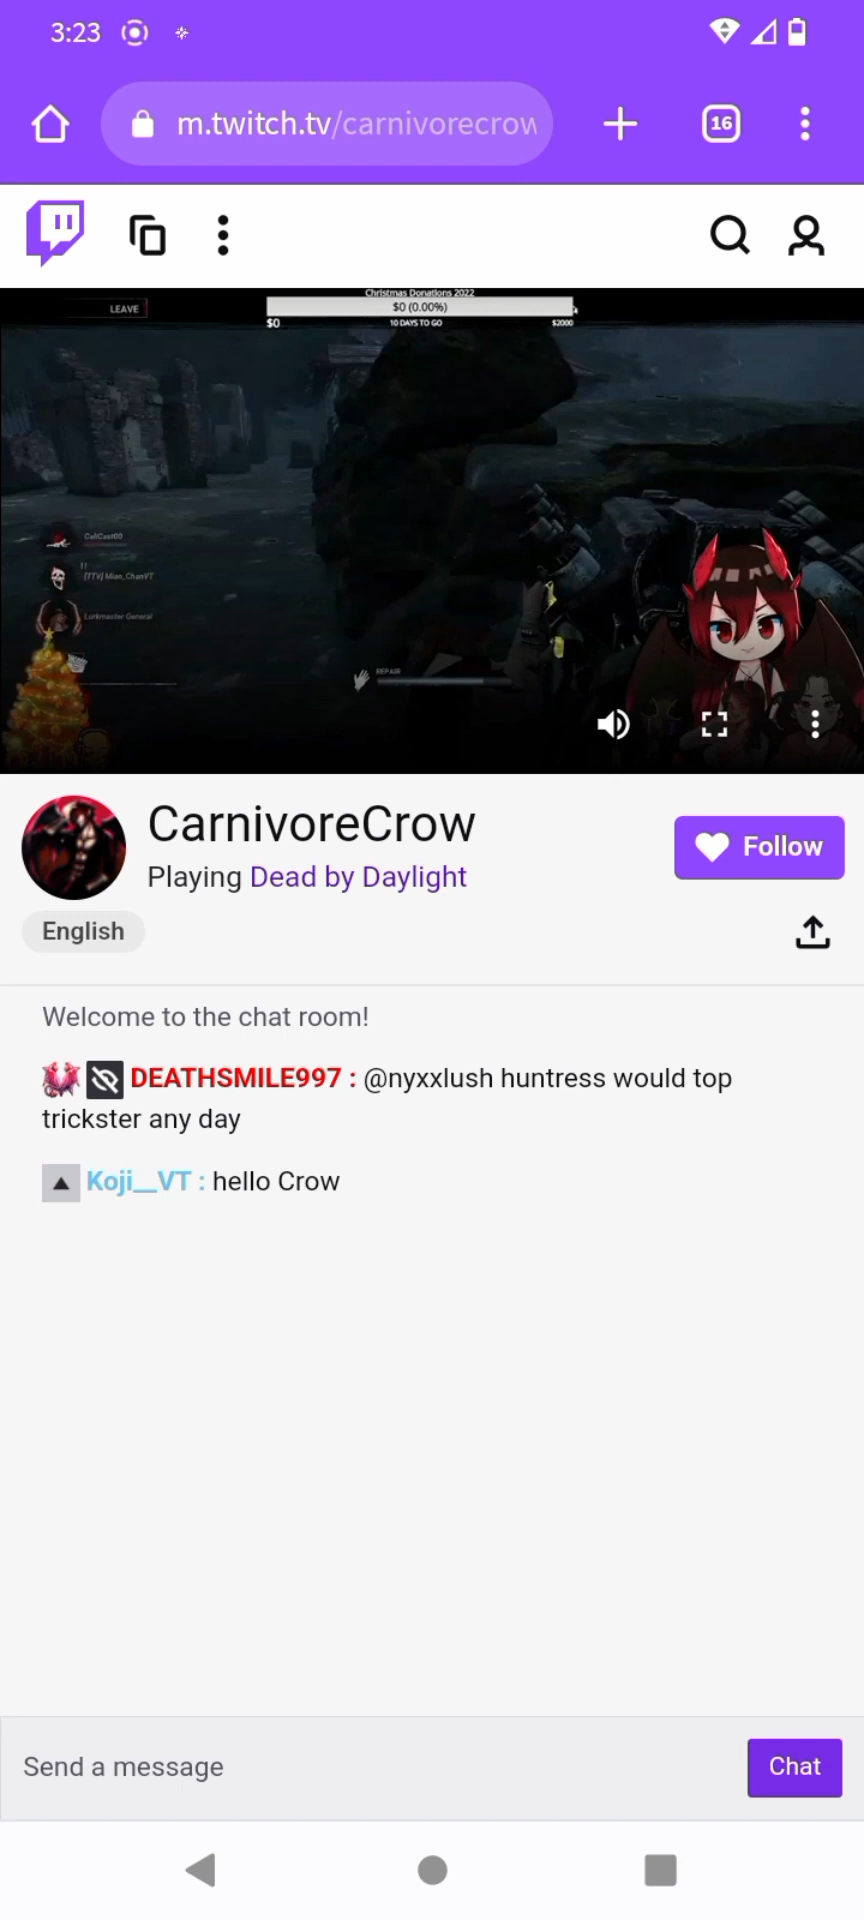 3:23
m.twitch.tv/carnivorecrow
16
Christmas Donations 2022
LEAVE
$0 (0.00%)
$0
10 DAYS TO GO
$2000
CaliCast00
[TTV] Mian_ChanVT
Lurkmaster General
REPAIR
CarnivoreCrow
Playing Dead by Daylight
Follow
English
Welcome to the chat room!
DEATHSMILE997 : @nyxxlush huntress would top
trickster any day
Koji__VT : hello Crow
Send a message
Chat